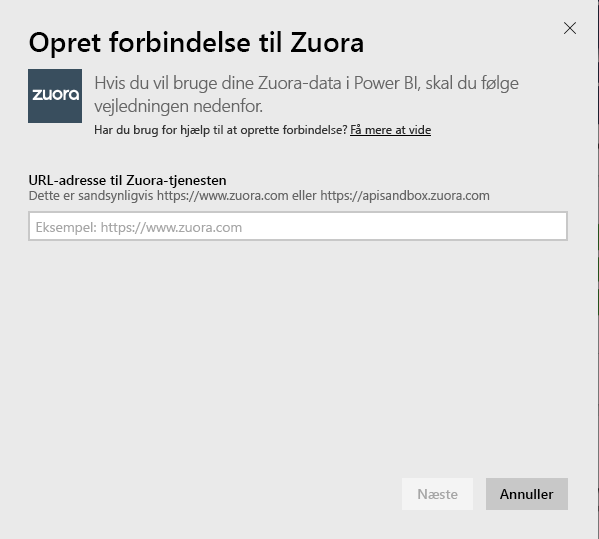 Opret forbindelse til Zuora
zuora
Hvis du vil bruge dine Zuora-data i Power BI, skal du følge
vejledningen nedenfor.
Har du brug for hjælp til at oprette forbindelse? Få mere at vide
URL-adresse til Zuora-tjenesten
Dette er sandsynligvis https://www.zuora.com eller https://apisandbox.zuora.com
Eksempel: https://www.zuora.com
Næste
Annuller